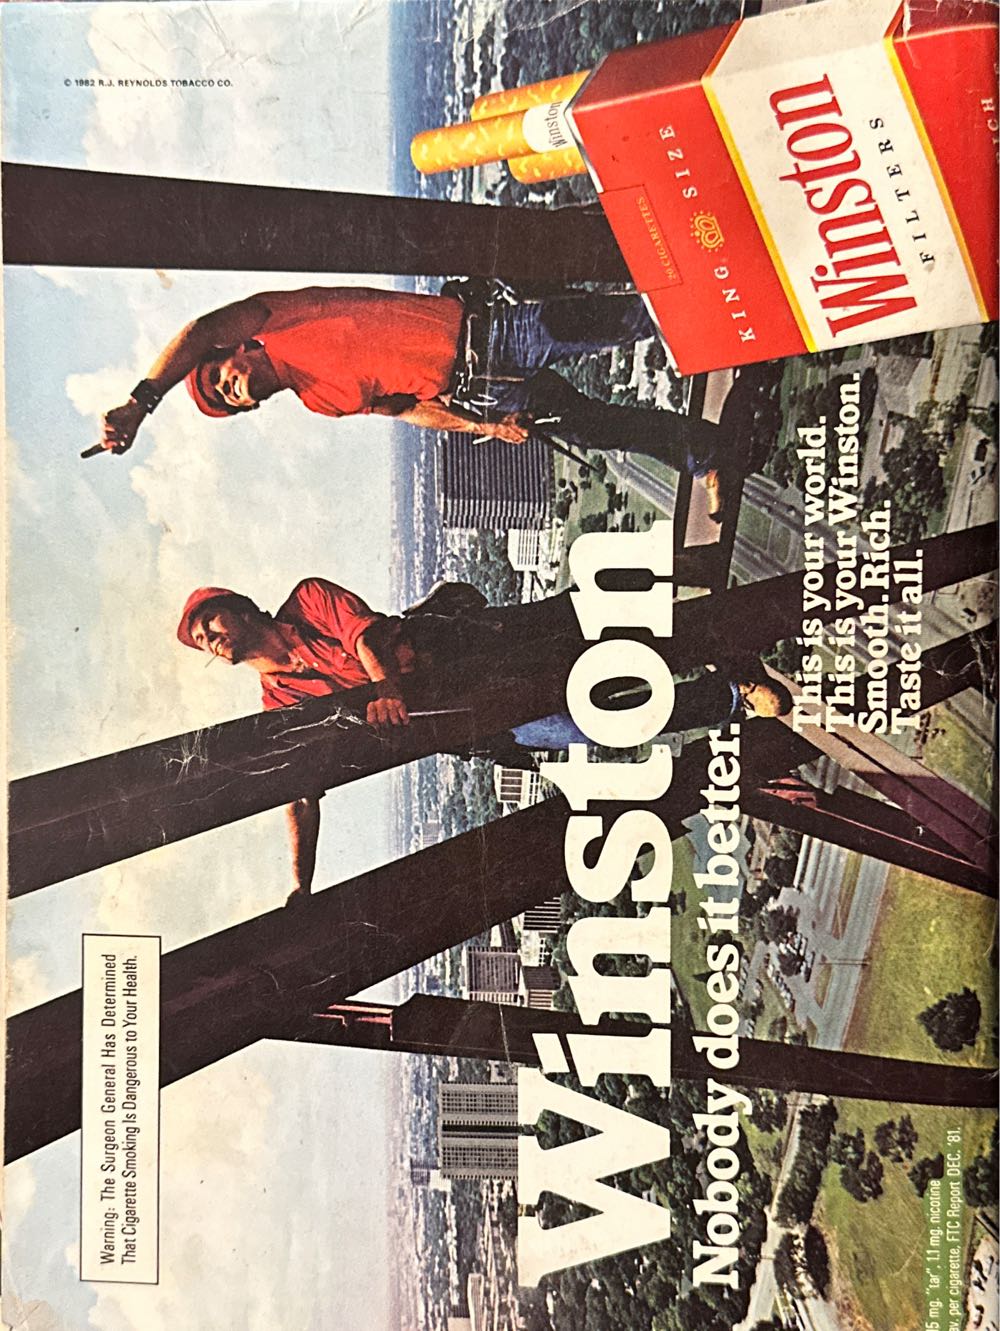 Warning: The Surgeon General Has Determined
That Cigarette Smoking Is Dangerous to Your Health.
© 1982 R.J. REYNOLDS TOBACCO CO.
Winston
Nobody does it better.
This is your world.
This is your Winston.
Smooth. Rich.
Taste it all.
Winston
20 CIGARETTES
KING SIZE
Winston
FILTERS
15 mg. "tar", 1.1 mg. nicotine
av. per cigarette, FTC Report DEC. '81.